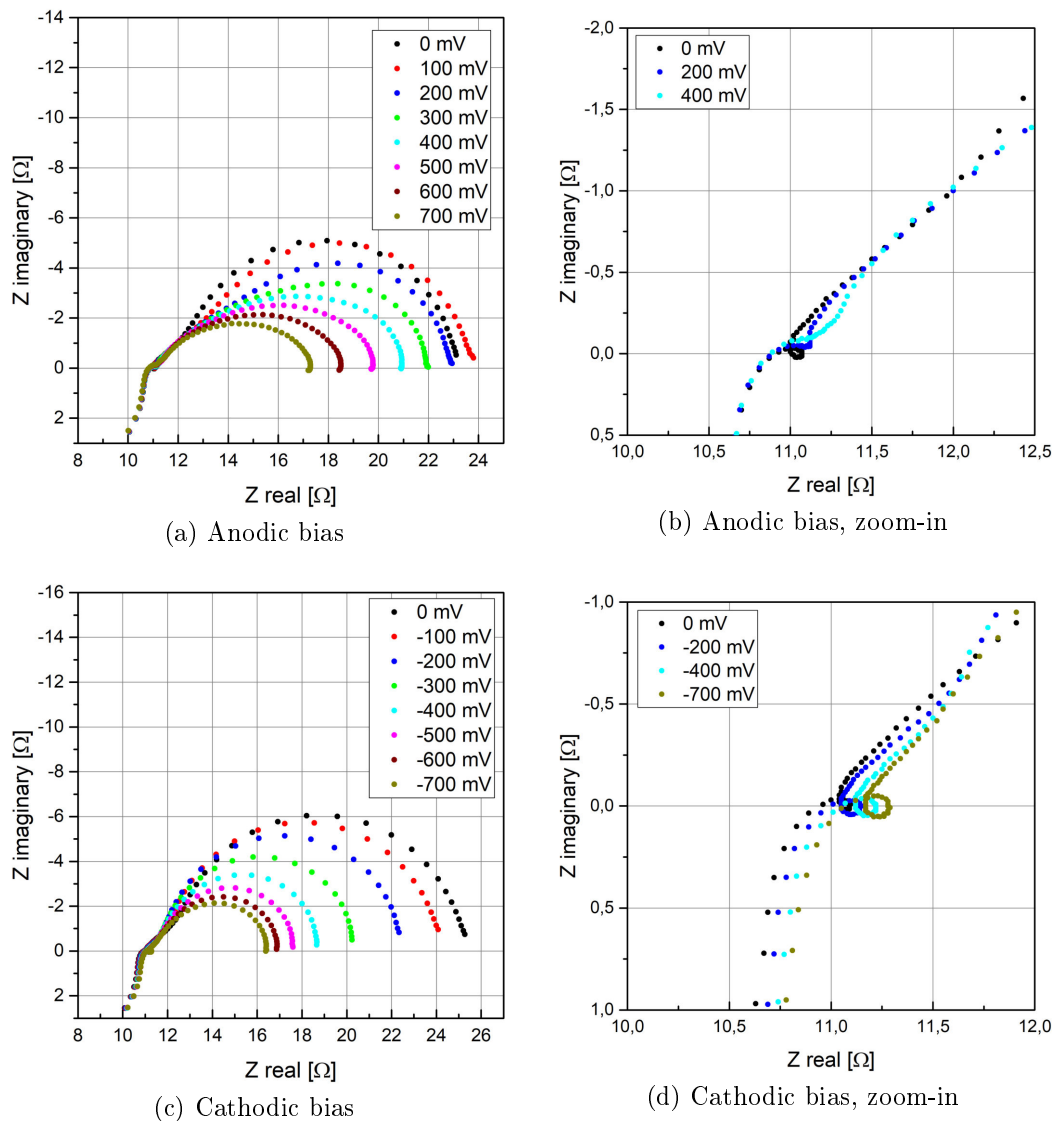 -14
-12
-10
-8
-6
-4
-2
0
2
Z imaginary [Ω]
0 mV
100 mV
200 mV
300 mV
400 mV
500 mV
600 mV
700 mV
8 10 12 14 16 18 20 22 24
Z real [Ω]
(a) Anodic bias
-2,0
-1,5
-1,0
-0,5
0,0
0,5
Z imaginary [Ω]
0 mV
200 mV
400 mV
10,0 10,5 11,0 11,5 12,0 12,5
Z real [Ω]
(b) Anodic bias, zoom-in
-16
-14
-12
-10
-8
-6
-4
-2
0
2
Z imaginary [Ω]
0 mV
-100 mV
-200 mV
-300 mV
-400 mV
-500 mV
-600 mV
-700 mV
8 10 12 14 16 18 20 22 24 26
Z real [Ω]
(c) Cathodic bias
-1,0
-0,5
0,0
0,5
1,0
Z imaginary [Ω]
0 mV
-200 mV
-400 mV
-700 mV
10,0 10,5 11,0 11,5 12,0
Z real [Ω]
(d) Cathodic bias, zoom-in